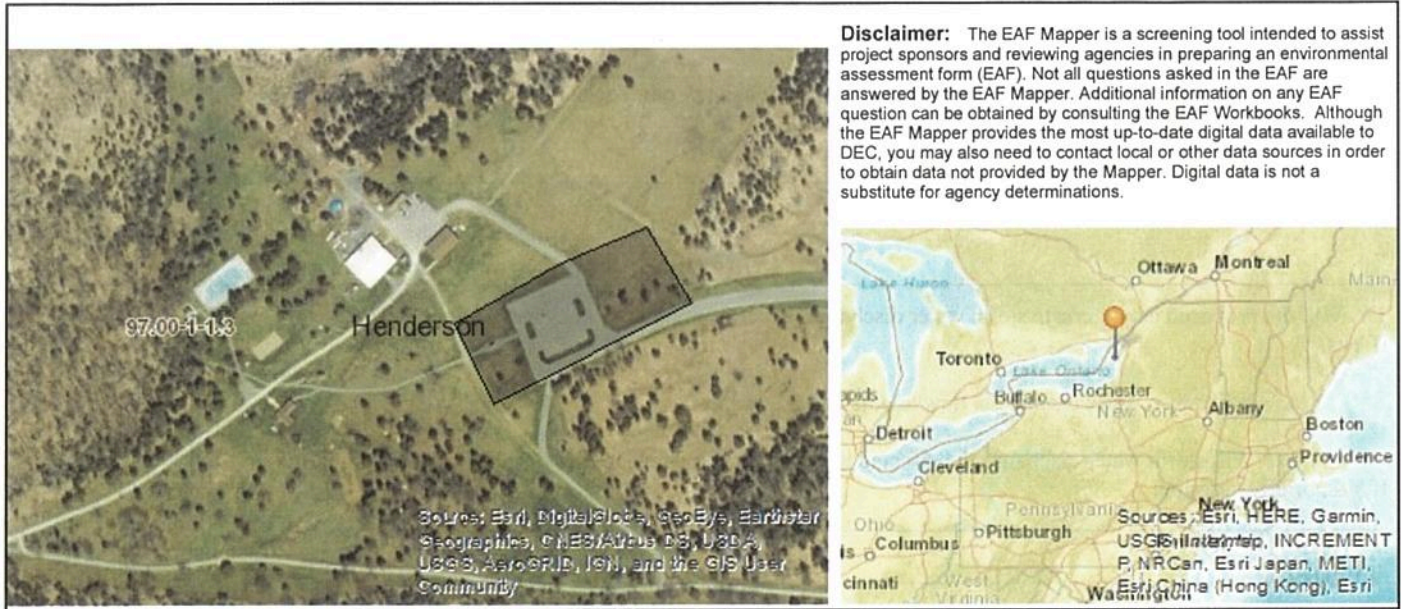 Disclaimer: The EAF Mapper is a screening tool intended to assist
project sponsors and reviewing agencies in preparing an environmental
assessment form (EAF). Not all questions asked in the EAF are
answered by the EAF Mapper. Additional information on any EAF
question can be obtained by consulting the EAF Workbooks. Although
the EAF Mapper provides the most up-to-date digital data available to
DEC, you may also need to contact local or other data sources in order
to obtain data not provided by the Mapper. Digital data is not a
substitute for agency determinations.
97.00-1-1.3
Henderson
Source: Esri, DigitalGlobe, GeoEye, Earthstar
Geographics, CNES/Airbus DS, USDA,
USGS, AeroGRID, IGN, and the GIS User
Community
Ottawa
Montreal
Lake Huron
Main
Toronto
Lake Ontario
Rochester
Buffalo
New York
Albany
apids
Detroit
Boston
Providence
Cleveland
New York
Pennsylvania
Pittsburgh
Ohio
Columbus
cinnati
West
Virginia
Washington
Sources: Esri, HERE, Garmin,
USGS, Intermap, INCREMENT
P, NRCan, Esri Japan, METI,
Esri China (Hong Kong), Esri